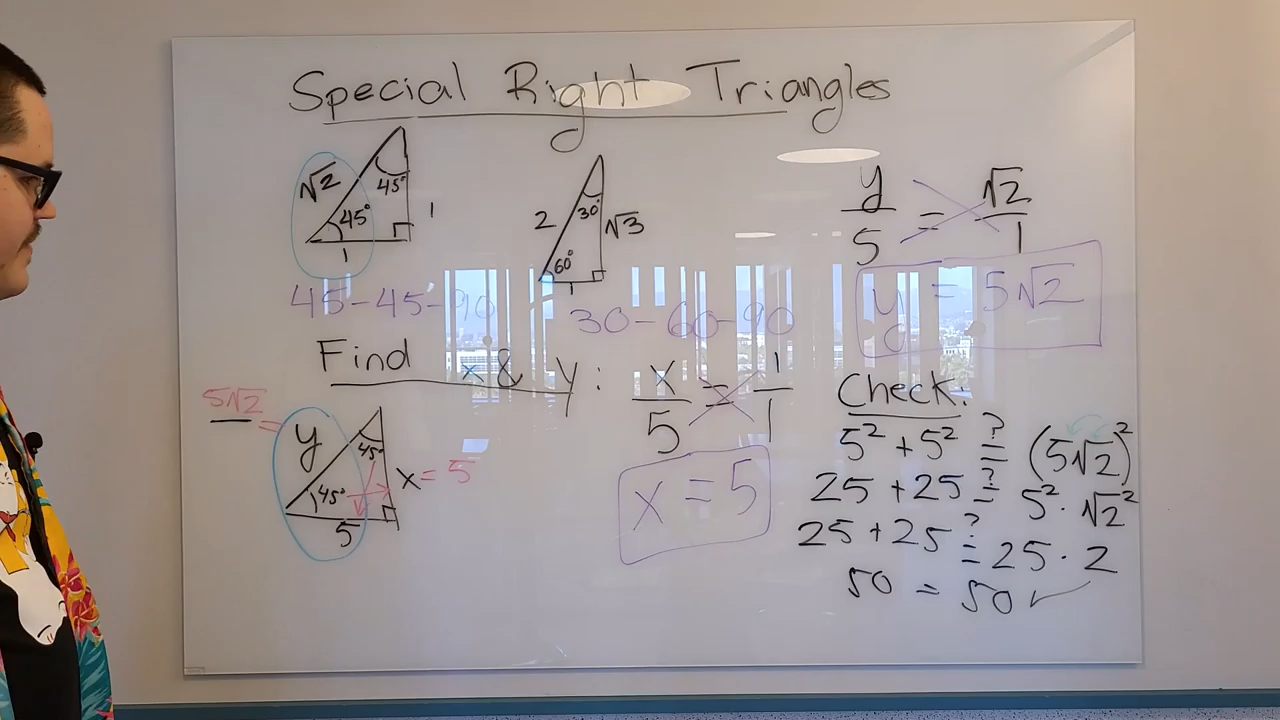 Special Right Triangles
√2
45°
45°
1
1
45-45-90
2
30°
√3
60°
1
30-60-90
y/5 = √2/1
y = 5√2
Find x & y:
5√2 =
y
45°
45°
x = 5
5
x/5 = 1/1
x = 5
Check:
5² + 5² ≟ (5√2)²
25 + 25 ≟ 5² · √2²
25 + 25 ≟ 25 · 2
50 = 50 ✓